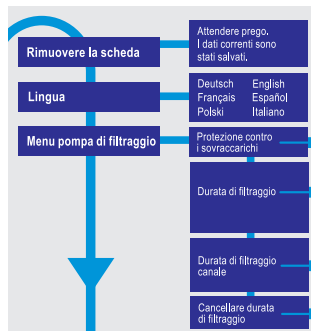 Rimuovere la scheda
Attendere prego.
I dati correnti sono
stati salvati.
Lingua
Deutsch English
Français Español
Polski Italiano
Menu pompa di filtraggio
Protezione contro
i sovraccarichi
Durata di filtraggio
Durata di filtraggio
canale
Cancellare durata
di filtraggio